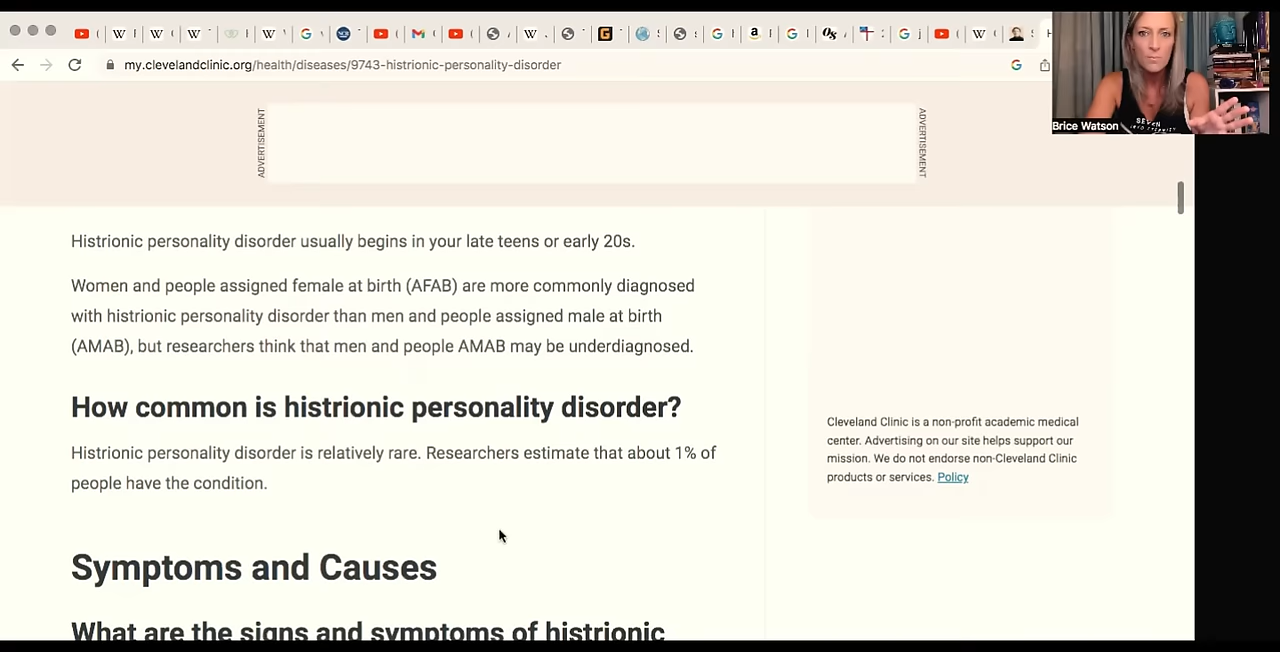 my.clevelandclinic.org/health/diseases/9743-histrionic-personality-disorder
Brice Watson
SEVEN
ADVERTISEMENT
ADVERTISEMENT
Histrionic personality disorder usually begins in your late teens or early 20s.
Women and people assigned female at birth (AFAB) are more commonly diagnosed
with histrionic personality disorder than men and people assigned male at birth
(AMAB), but researchers think that men and people AMAB may be underdiagnosed.
How common is histrionic personality disorder?
Histrionic personality disorder is relatively rare. Researchers estimate that about 1% of
people have the condition.
Cleveland Clinic is a non-profit academic medical
center. Advertising on our site helps support our
mission. We do not endorse non-Cleveland Clinic
products or services. Policy
Symptoms and Causes
What are the signs and symptoms of histrionic